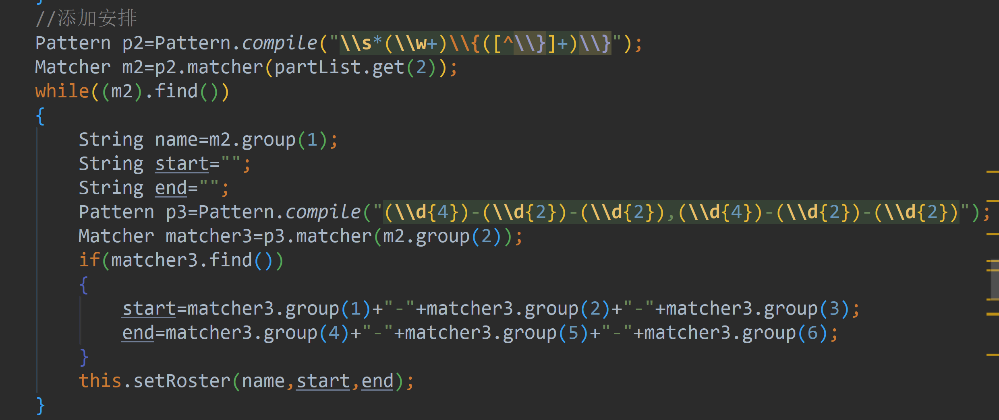 }
//添加安排
Pattern p2=Pattern.compile("\\s*(\\w+)\\{([^\\}]+)\\}");
Matcher m2=p2.matcher(partList.get(2));
while((m2).find())
{
String name=m2.group(1);
String start="";
String end="";
Pattern p3=Pattern.compile("(\\d{4})-(\\d{2})-(\\d{2}),(\\d{4})-(\\d{2})-(\\d{2})");
Matcher matcher3=p3.matcher(m2.group(2));
if(matcher3.find())
{
start=matcher3.group(1)+"-"+matcher3.group(2)+"-"+matcher3.group(3);
end=matcher3.group(4)+"-"+matcher3.group(5)+"-"+matcher3.group(6);
}
this.setRoster(name,start,end);
}